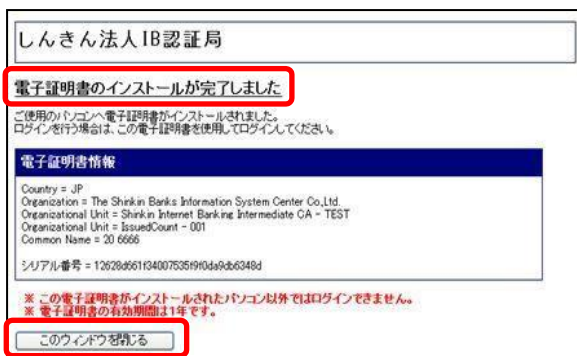 しんきん法人IB認証局
電子証明書のインストールが完了しました
ご使用のパソコンへ電子証明書がインストールされました。
ログインを行う場合は、この電子証明書を使用してログインしてください。
電子証明書情報
Country = JP
Organization = The Shinkin Banks Information System Center Co.,Ltd.
Organizational Unit = Shinkin Internet Banking Intermediate CA - TEST
Organizational Unit = IssuedCount - 001
Common Name = 20 6666
シリアル番号 = 12628d661f34007535f9f0da9db6348d
※ この電子証明書がインストールされたパソコン以外ではログインできません。
※ 電子証明書の有効期間は1年です。
このウィンドウを閉じる